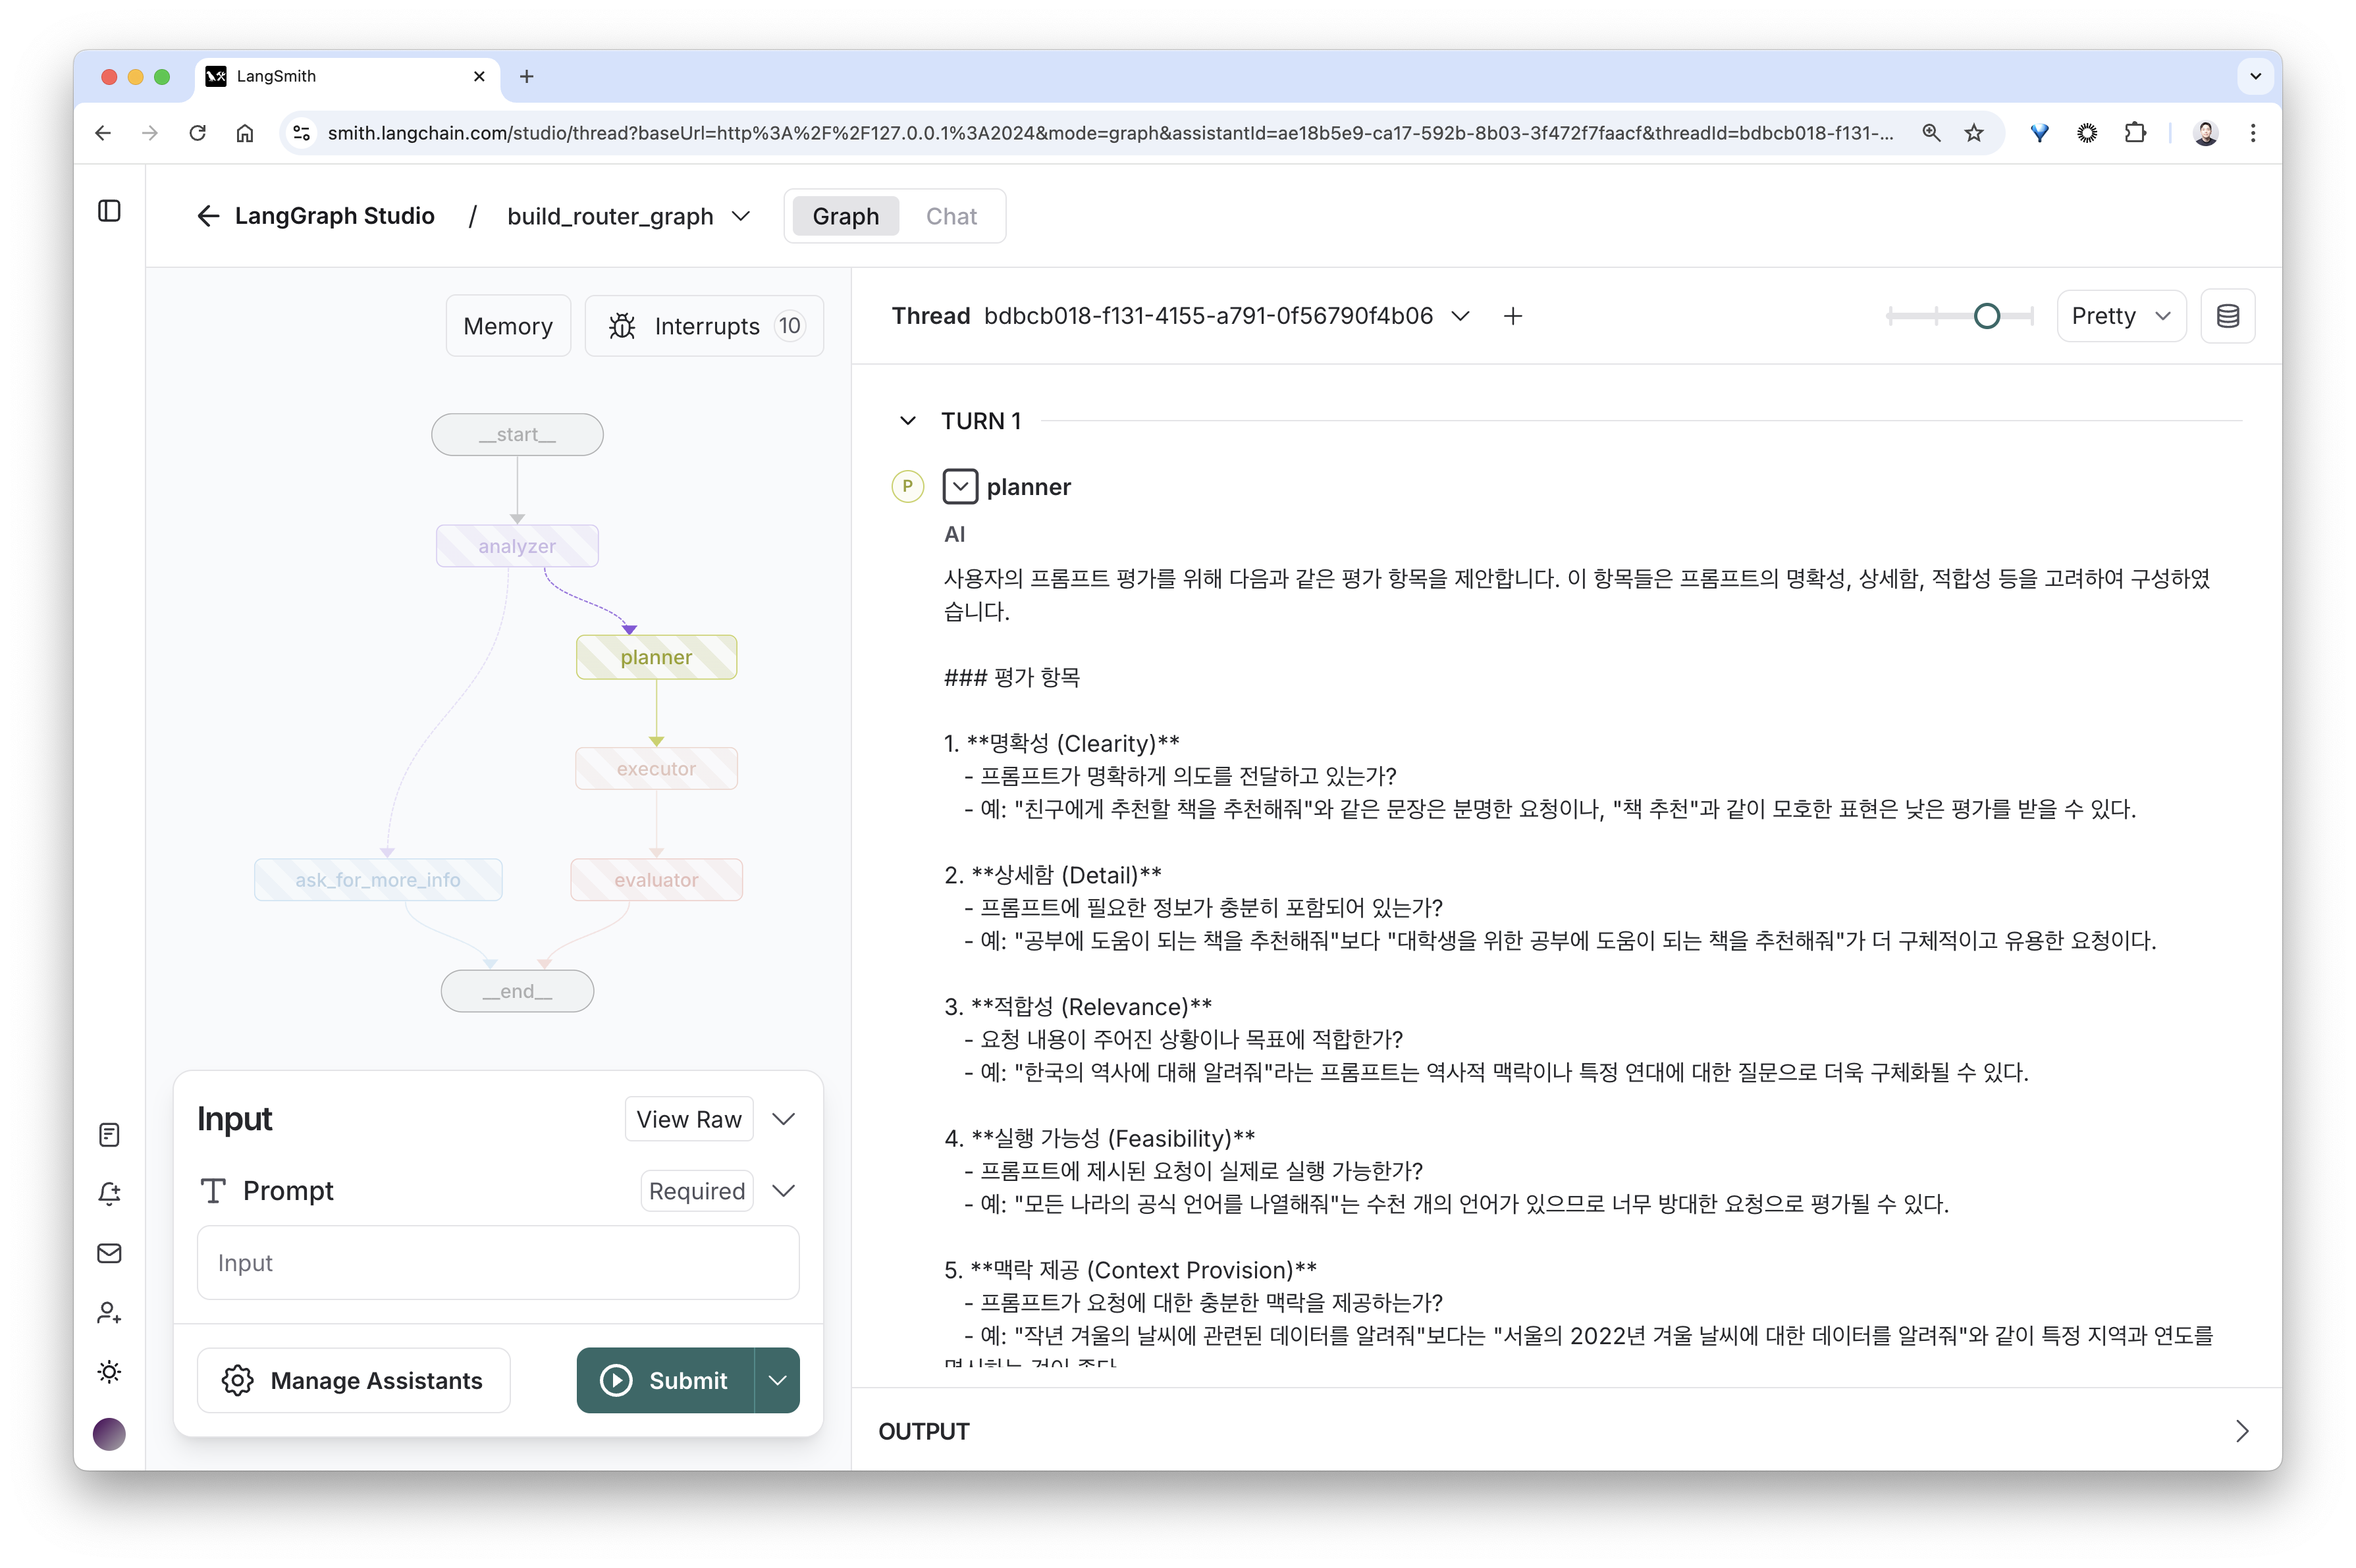 LangSmith
smith.langchain.com/studio/thread?baseUrl=http%3A%2F%2F127.0.0.1%3A2024&mode=graph&assistantId=ae18b5e9-ca17-592b-8b03-3f472f7faacf&threadId=bdbcb018-f131-...
LangGraph Studio / build_router_graph Graph Chat
Memory Interrupts 10
__start__
analyzer
planner
executor
ask_for_more_info evaluator
__end__
Input View Raw
Prompt Required
Input
Manage Assistants Submit
Thread bdbcb018-f131-4155-a791-0f56790f4b06 Pretty
TURN 1
P planner
AI
사용자의 프롬프트 평가를 위해 다음과 같은 평가 항목을 제안합니다. 이 항목들은 프롬프트의 명확성, 상세함, 적합성 등을 고려하여 구성하였
습니다.
### 평가 항목
1. **명확성 (Clearity)**
- 프롬프트가 명확하게 의도를 전달하고 있는가?
- 예: "친구에게 추천할 책을 추천해줘"와 같은 문장은 분명한 요청이나, "책 추천"과 같이 모호한 표현은 낮은 평가를 받을 수 있다.
2. **상세함 (Detail)**
- 프롬프트에 필요한 정보가 충분히 포함되어 있는가?
- 예: "공부에 도움이 되는 책을 추천해줘"보다 "대학생을 위한 공부에 도움이 되는 책을 추천해줘"가 더 구체적이고 유용한 요청이다.
3. **적합성 (Relevance)**
- 요청 내용이 주어진 상황이나 목표에 적합한가?
- 예: "한국의 역사에 대해 알려줘"라는 프롬프트는 역사적 맥락이나 특정 연대에 대한 질문으로 더욱 구체화될 수 있다.
4. **실행 가능성 (Feasibility)**
- 프롬프트에 제시된 요청이 실제로 실행 가능한가?
- 예: "모든 나라의 공식 언어를 나열해줘"는 수천 개의 언어가 있으므로 너무 방대한 요청으로 평가될 수 있다.
5. **맥락 제공 (Context Provision)**
- 프롬프트가 요청에 대한 충분한 맥락을 제공하는가?
- 예: "작년 겨울의 날씨에 관련된 데이터를 알려줘"보다는 "서울의 2022년 겨울 날씨에 대한 데이터를 알려줘"와 같이 특정 지역과 연도를
OUTPUT